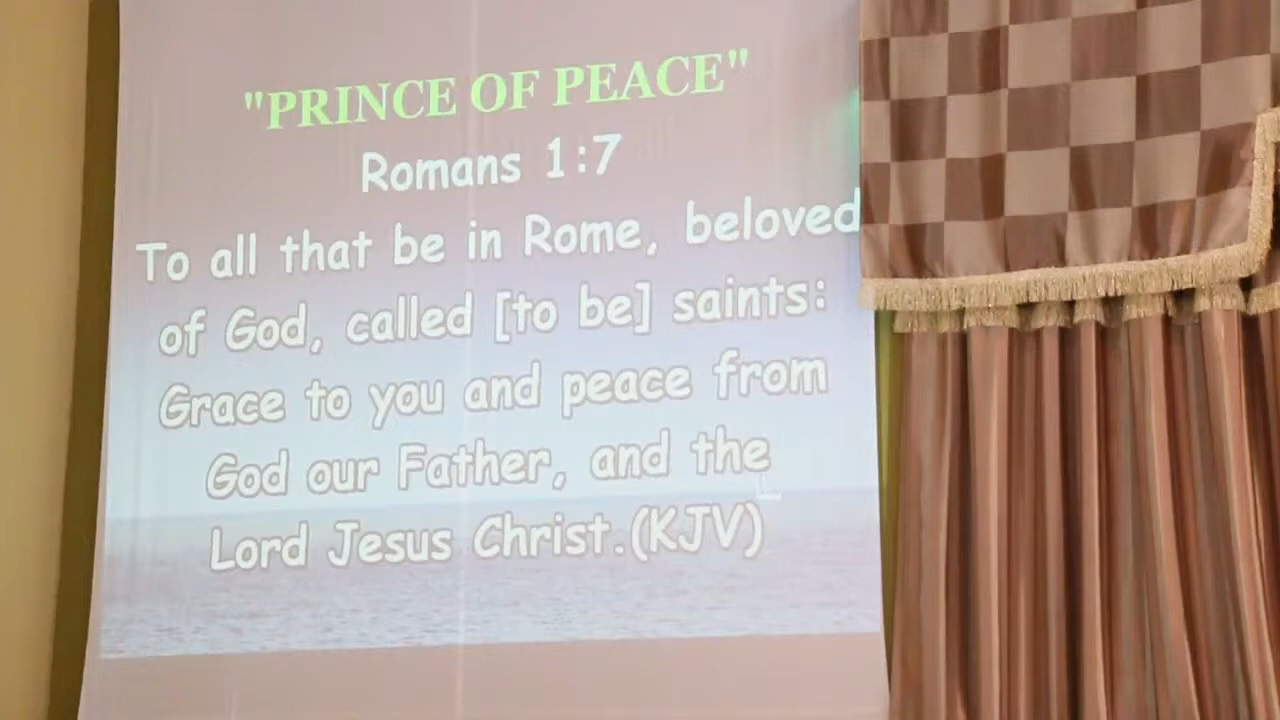 "PRINCE OF PEACE"
Romans 1:7
To all that be in Rome, beloved
of God, called [to be] saints:
Grace to you and peace from
God our Father, and the
Lord Jesus Christ.(KJV)